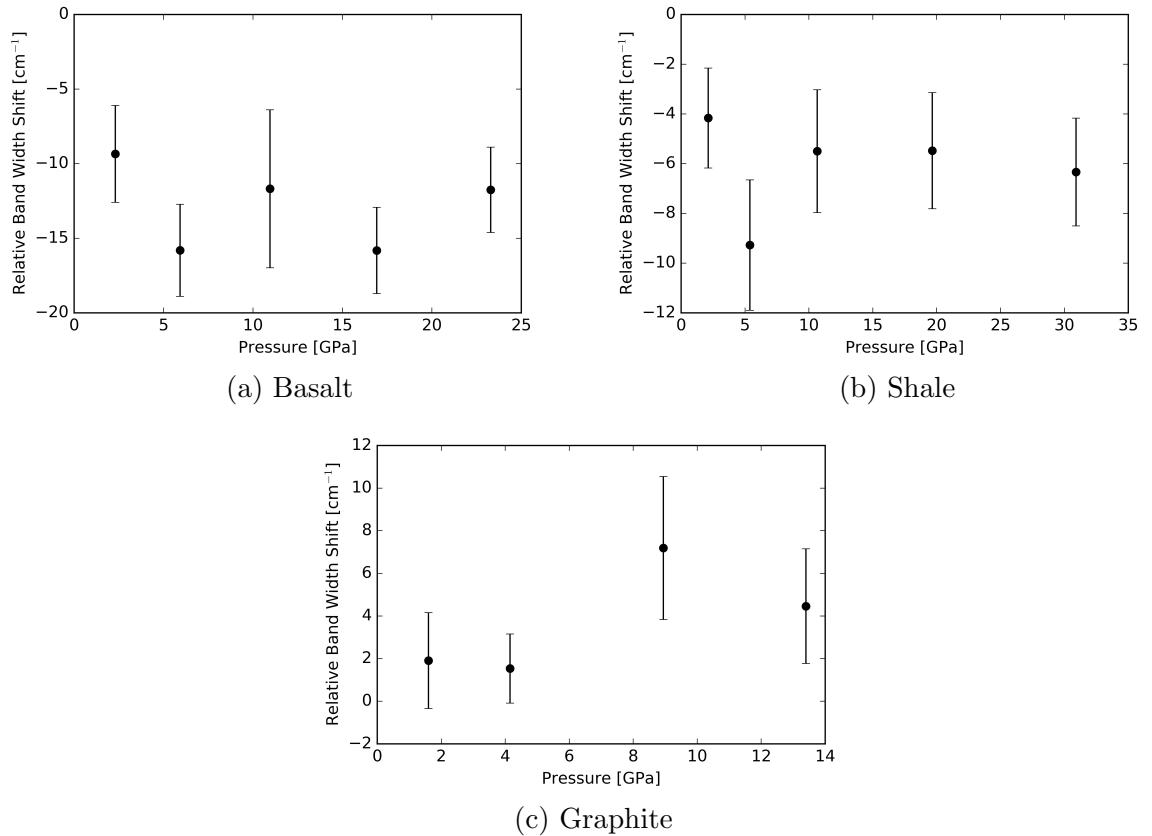 0
−5
−10
−15
−20
Relative Band Width Shift [cm⁻¹]
0 5 10 15 20 25
Pressure [GPa]
(a) Basalt
0
−2
−4
−6
−8
−10
−12
Relative Band Width Shift [cm⁻¹]
0 5 10 15 20 25 30 35
Pressure [GPa]
(b) Shale
12
10
8
6
4
2
0
−2
Relative Band Width Shift [cm⁻¹]
0 2 4 6 8 10 12 14
Pressure [GPa]
(c) Graphite